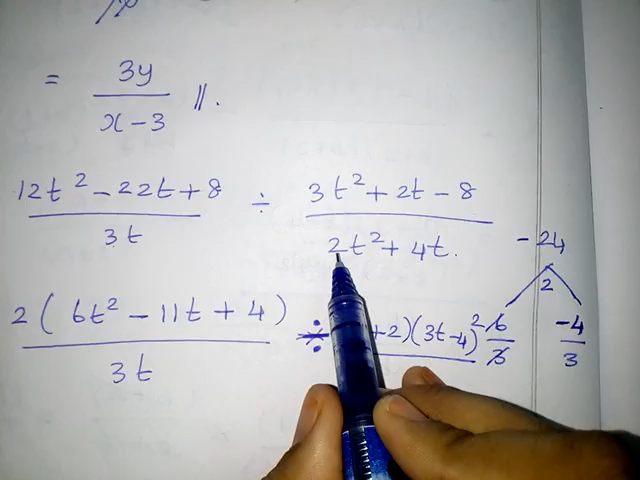 = 3y / x - 3 //.
12t² - 22t + 8 / 3t ÷ 3t² + 2t - 8 / 2t² + 4t.
-24
2
2(6t² - 11t + 4) / 3t ÷ +2)(3t-4)
2 6 / 3
-4 / 3